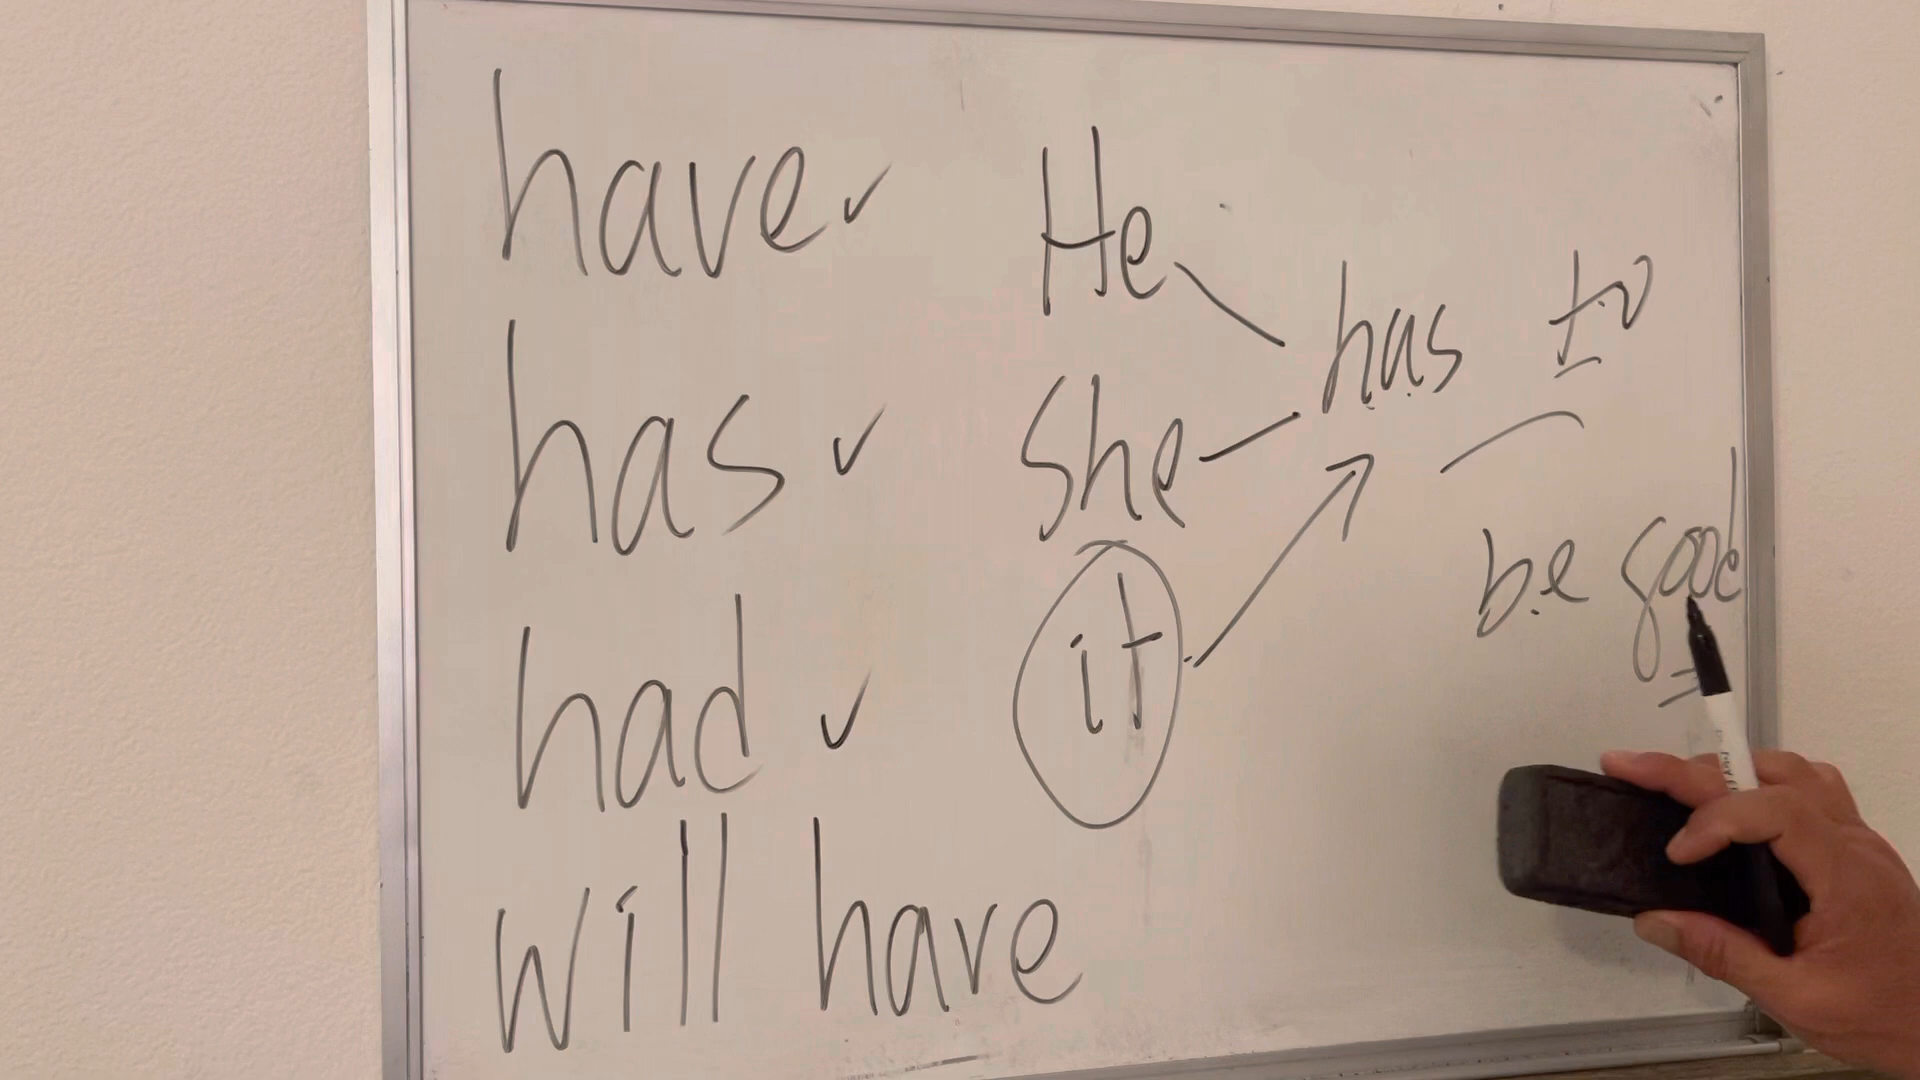 have
has
had
will have
He
She
it
has to
be good